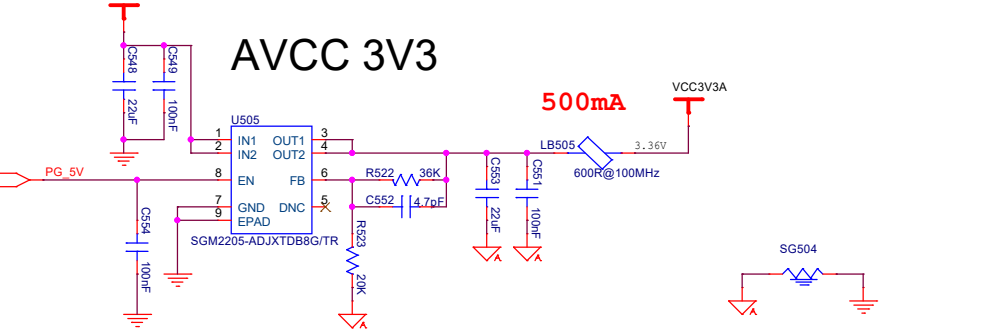 AVCC 3V3
C548
22uF
C549
100nF
500mA
VCC3V3A
U505
1 IN1 OUT1 3
2 IN2 OUT2 4
LB505
3.36V
600R@100MHz
PG_5V
8 EN FB 6
R522 36K
C552 4.7pF
7 GND DNC 5
9 EPAD
SGM2205-ADJXTDB8G/TR
C554
100nF
R523
20K
C553
22uF
C551
100nF
A
A
A
SG504
A